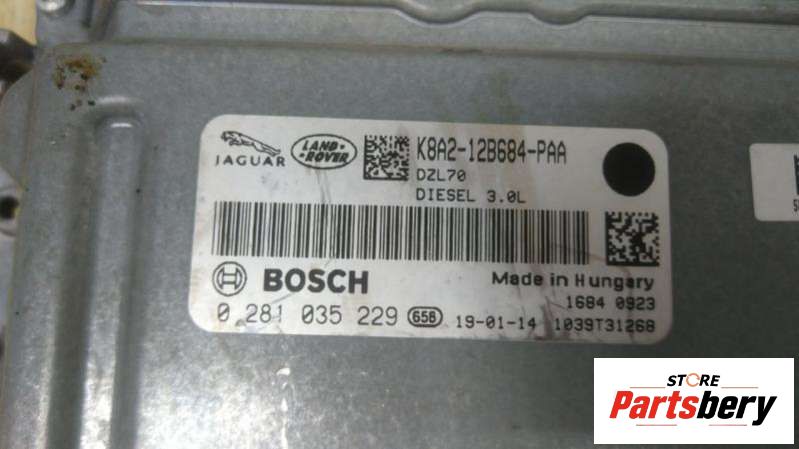 JAGUAR
LAND-
ROVER
K8A2-12B684-PAA
DZL70
DIESEL 3.0L
BOSCH
Made in Hungary
1684 0923
0 281 035 229 656 19-01-14 1039T31268
STORE
Partsbery